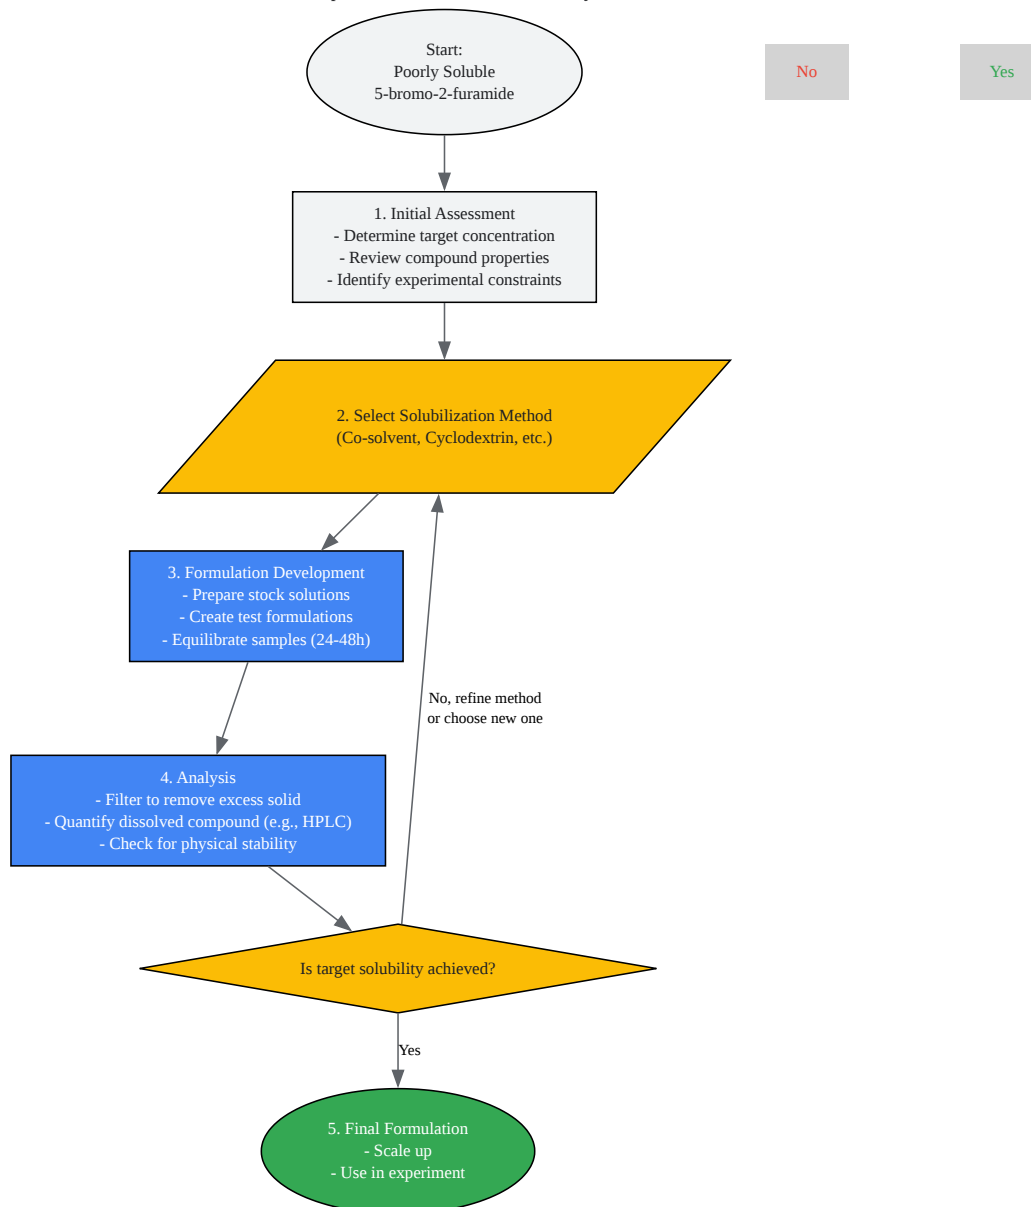 Start:
Poorly Soluble
5-bromo-2-furamide
No
Yes
1. Initial Assessment
- Determine target concentration
- Review compound properties
- Identify experimental constraints
2. Select Solubilization Method
(Co-solvent, Cyclodextrin, etc.)
3. Formulation Development
- Prepare stock solutions
- Create test formulations
- Equilibrate samples (24-48h)
No, refine method
or choose new one
4. Analysis
- Filter to remove excess solid
- Quantify dissolved compound (e.g., HPLC)
- Check for physical stability
Is target solubility achieved?
Yes
5. Final Formulation
- Scale up
- Use in experiment